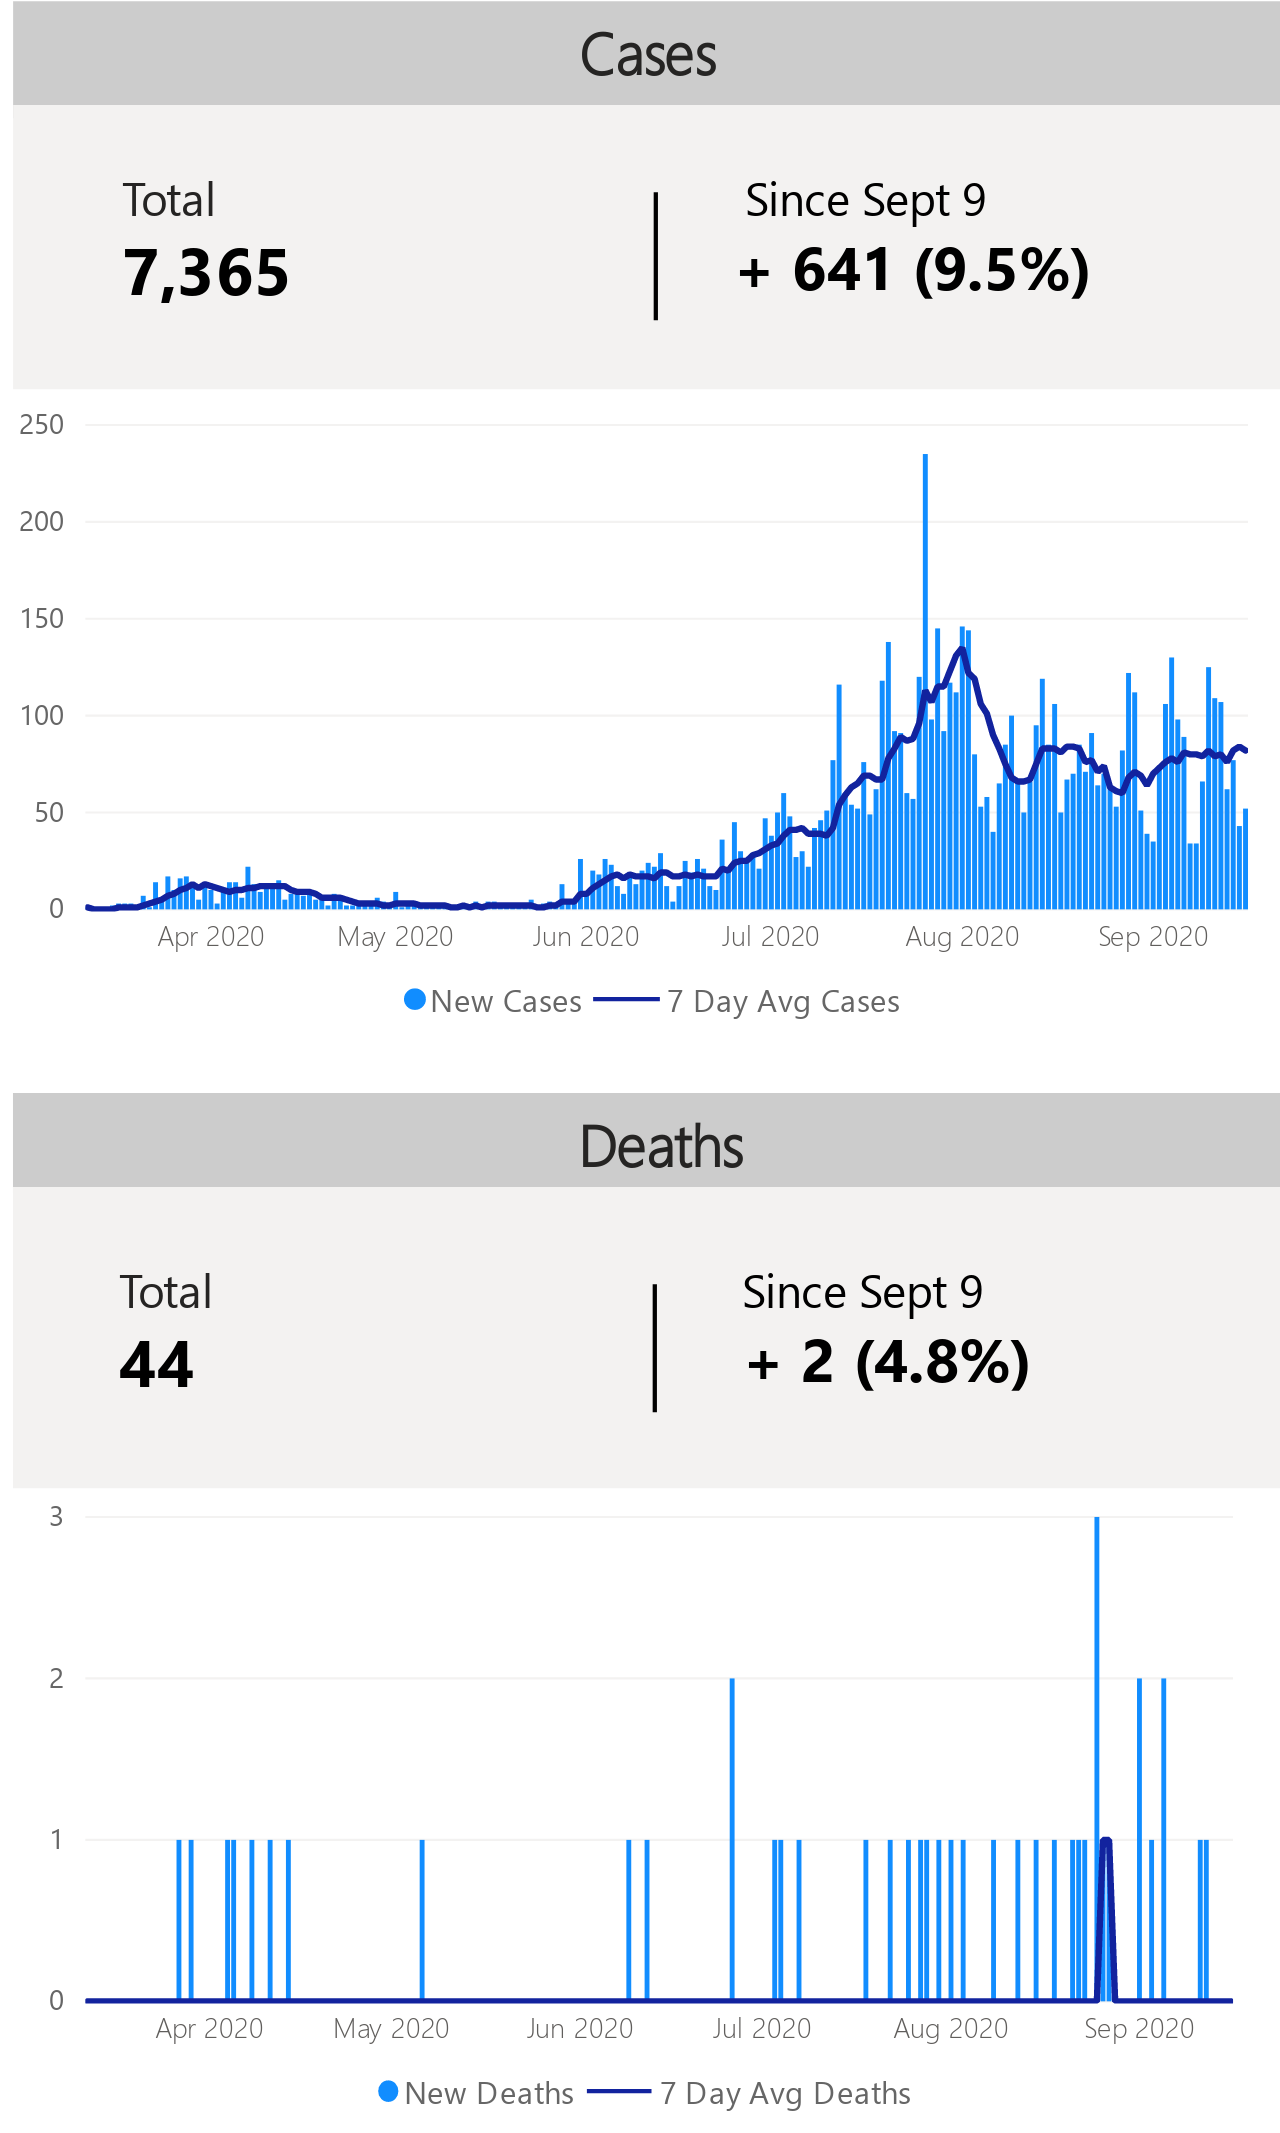 Cases
Total
Since Sept 9
7,365
+ 641 (9.5%)
250
200
150
100
50
0
Apr 2020 May 2020 Jun 2020 Jul 2020 Aug 2020 Sep 2020
New Cases 7 Day Avg Cases
Deaths
Total
Since Sept 9
44
+ 2 (4.8%)
3
2
1
0
Apr 2020 May 2020 Jun 2020 Jul 2020 Aug 2020 Sep 2020
New Deaths 7 Day Avg Deaths